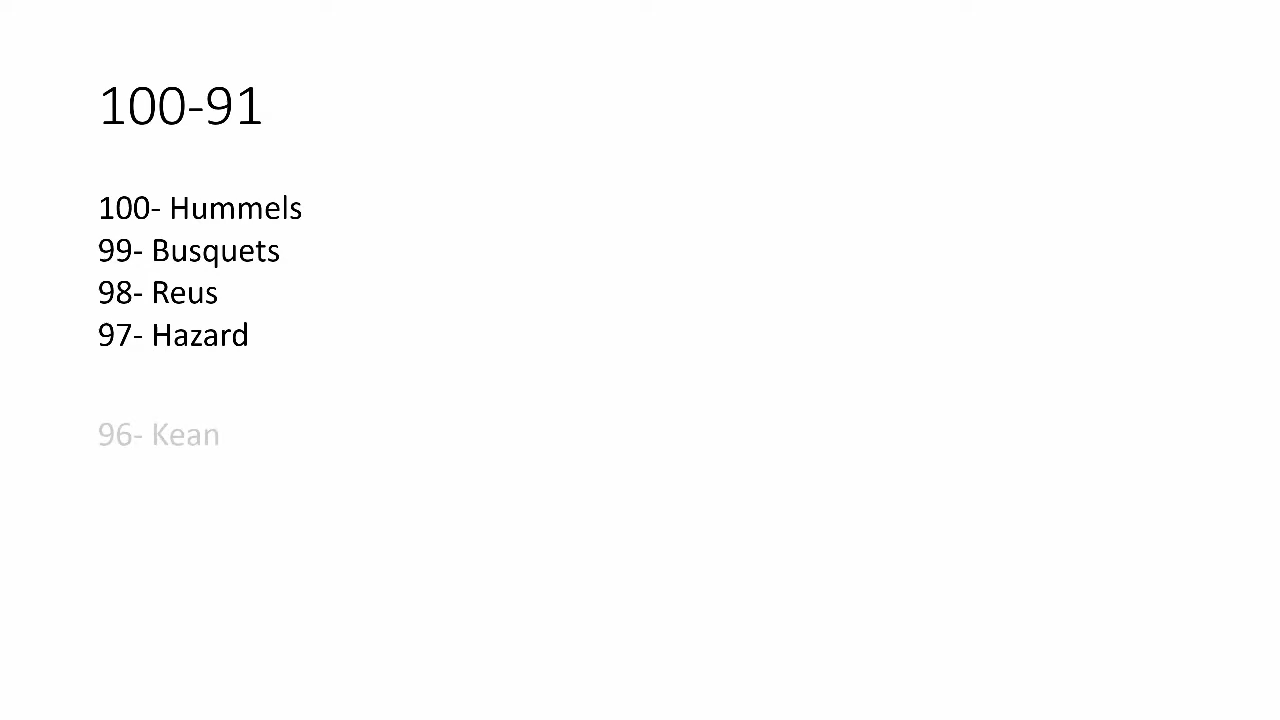 100-91
100- Hummels
99- Busquets
98- Reus
97- Hazard
96- Kean